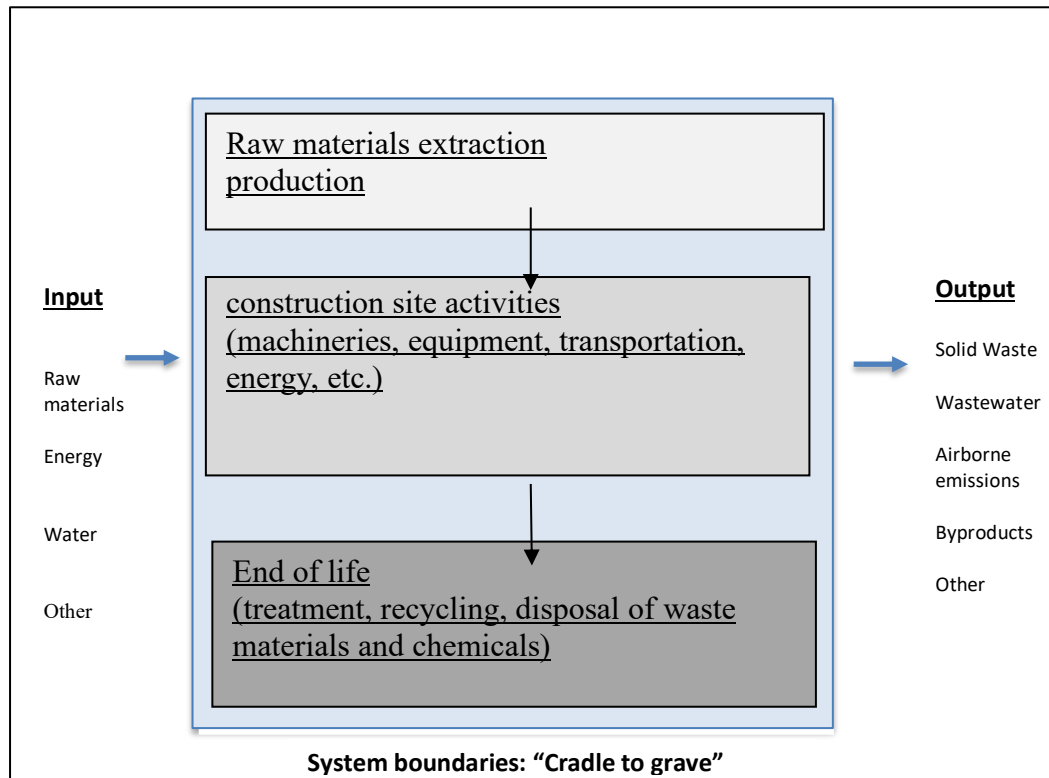 Raw materials extraction
production
Input
Raw
materials
Energy
Water
Other
construction site activities
(machineries, equipment, transportation,
energy, etc.)
Output
Solid Waste
Wastewater
Airborne
emissions
Byproducts
Other
End of life
(treatment, recycling, disposal of waste
materials and chemicals)
System boundaries: “Cradle to grave”